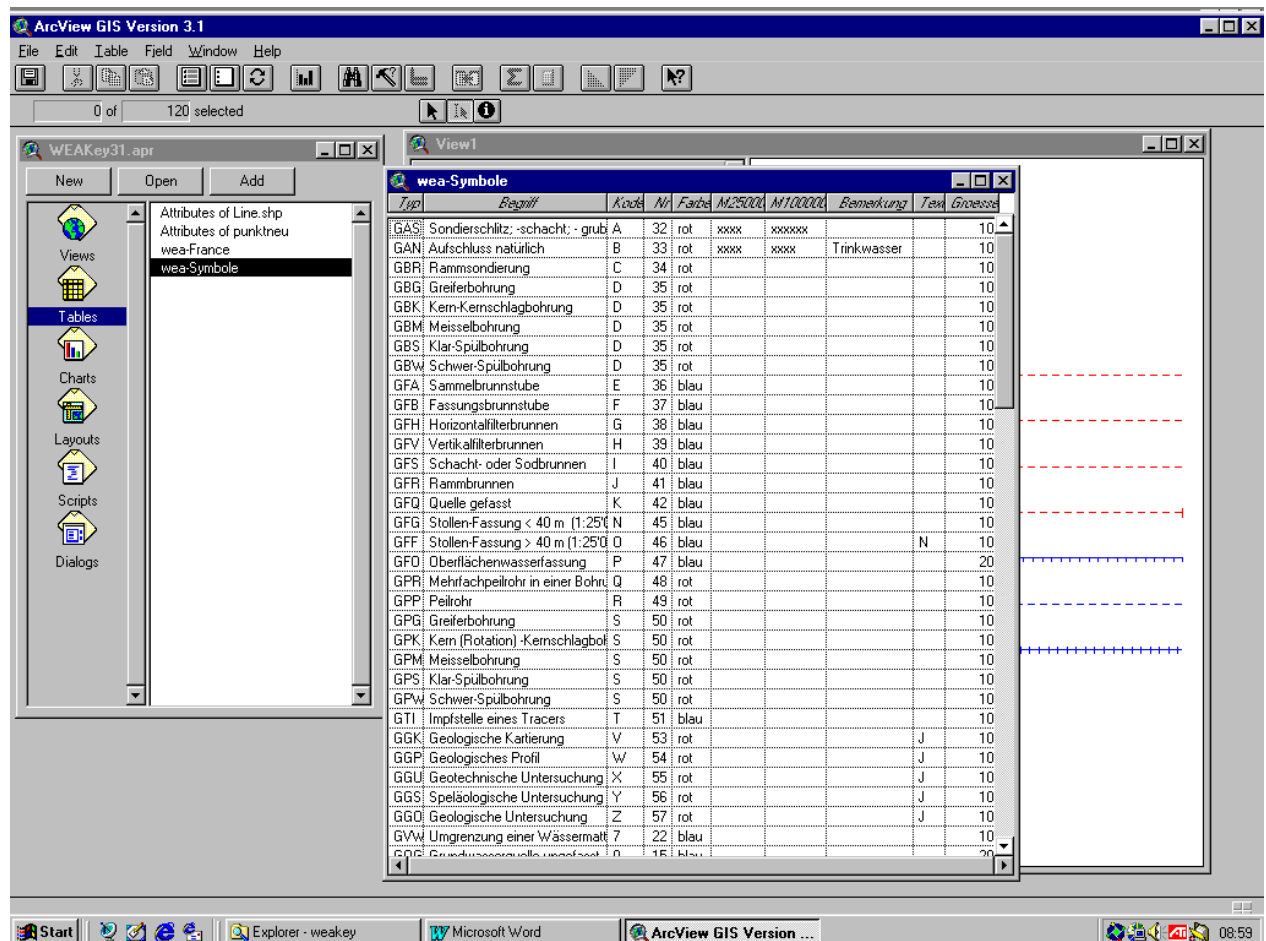 ArcView GIS Version 3.1
File Edit Table Field Window Help
0 of 120 selected
WEAKey31.apr
New Open Add
Views
Tables
Charts
Layouts
Scripts
Dialogs
Attributes of Line.shp
Attributes of punktneu
wea-France
wea-Symbole
View1
wea-Symbole
Typ Begriff Kode Nr Farbe M25000 M100000 Bemerkung Groesse
GAS Sondierschlitz; -schacht; - grub A 32 rot xxxx xxxxxx 10
GAN Aufschluss natürlich B 33 rot xxxx xxxx Trinkwasser 10
GBR Rammsondierung C 34 rot 10
GBG Greiferbohrung D 35 rot 10
GBK Kern-Kernschlagbohrung D 35 rot 10
GBM Meisselbohrung D 35 rot 10
GBS Klar-Spülbohrung D 35 rot 10
GBW Schwer-Spülbohrung D 35 rot 10
GFA Sammelbrunnstube E 36 blau 10
GFB Fassungsbrunnstube F 37 blau 10
GFH Horizontalfilterbrunnen G 38 blau 10
GFV Vertikalfilterbrunnen H 39 blau 10
GFS Schacht- oder Sodbrunnen I 40 blau 10
GFR Rammbrunnen J 41 blau 10
GFQ Quelle gefasst K 42 blau 10
GFG Stollen-Fassung < 40 m (1:25'0 N 45 blau 10
GFF Stollen-Fassung > 40 m (1:25'0 O 46 blau N 10
GFO Oberflächenwasserfassung P 47 blau 20
GPR Mehrfachpeilrohr in einer Bohru Q 48 rot 10
GPP Peilrohr R 49 rot 10
GPG Greiferbohrung S 50 rot 10
GPK Kern (Rotation) -Kernschlagboh S 50 rot 10
GPM Meisselbohrung S 50 rot 10
GPS Klar-Spülbohrung S 50 rot 10
GPW Schwer-Spülbohrung S 50 rot 10
GTI Impfstelle eines Tracers T 51 blau 10
GGK Geologische Kartierung V 53 rot J 10
GGP Geologisches Profil W 54 rot J 10
GGU Geotechnische Untersuchung X 55 rot J 10
GGS Speläologische Untersuchung Y 56 rot J 10
GGO Geologische Untersuchung Z 57 rot J 10
GVW Umgrenzung einer Wässermatt 7 22 blau 10
Start Explorer - weakey Microsoft Word ArcView GIS Version ... ATI 08:59